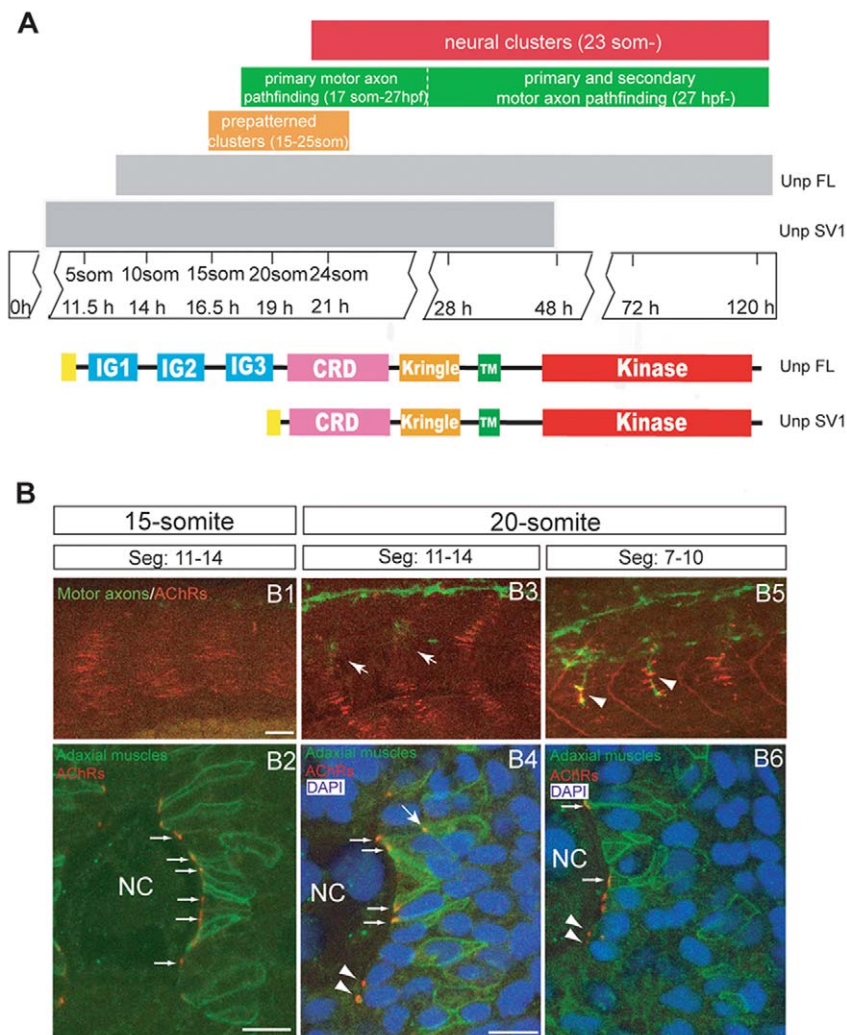 A
neural clusters (23 som-)
primary motor axon
pathfinding (17 som-27hpf)
primary and secondary
motor axon pathfinding (27 hpf-)
prepatterned
clusters (15-25som)
Unp FL
Unp SV1
5som 10som 15som 20som 24som
0h 11.5 h 14 h 16.5 h 19 h 21 h 28 h 48 h 72 h 120 h
IG1 IG2 IG3 CRD Kringle TM Kinase Unp FL
CRD Kringle TM Kinase Unp SV1
B
15-somite 20-somite
Seg: 11-14 Seg: 11-14 Seg: 7-10
Motor axons/AChRs B1 B3 B5
Adaxial muscles B2 Adaxial muscles B4 Adaxial muscles B6
AChRs AChRs AChRs
DAPI DAPI
NC NC NC